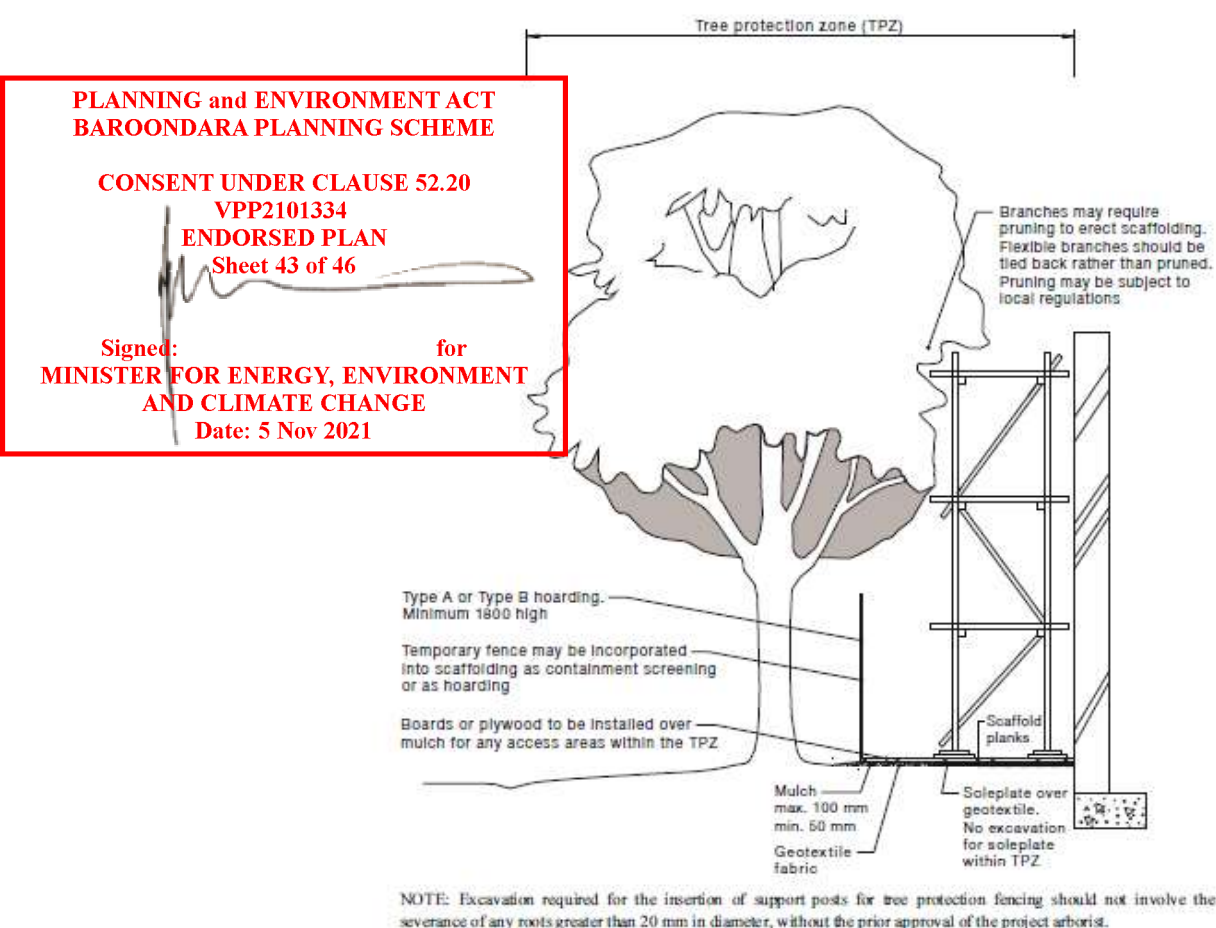 Tree protection zone (TPZ)
PLANNING and ENVIRONMENT ACT
BAROONDARA PLANNING SCHEME
CONSENT UNDER CLAUSE 52.20
VPP2101334
ENDORSED PLAN
Sheet 43 of 46
Signed: for
MINISTER FOR ENERGY, ENVIRONMENT
AND CLIMATE CHANGE
Date: 5 Nov 2021
Branches may require
pruning to erect scaffolding.
Flexible branches should be
tied back rather than pruned.
Pruning may be subject to
local regulations
Type A or Type B hoarding.
Minimum 1800 high
Temporary fence may be incorporated
into scaffolding as containment screening
or as hoarding
Boards or plywood to be installed over
mulch for any access areas within the TPZ
Scaffold
planks
Mulch
max. 100 mm
min. 50 mm
Geotextile
fabric
Soleplate over
geotextile.
No excavation
for soleplate
within TPZ
NOTE: Excavation required for the insertion of support posts for tree protection fencing should not involve the
severance of any roots greater than 20 mm in diameter, without the prior approval of the project arborist.